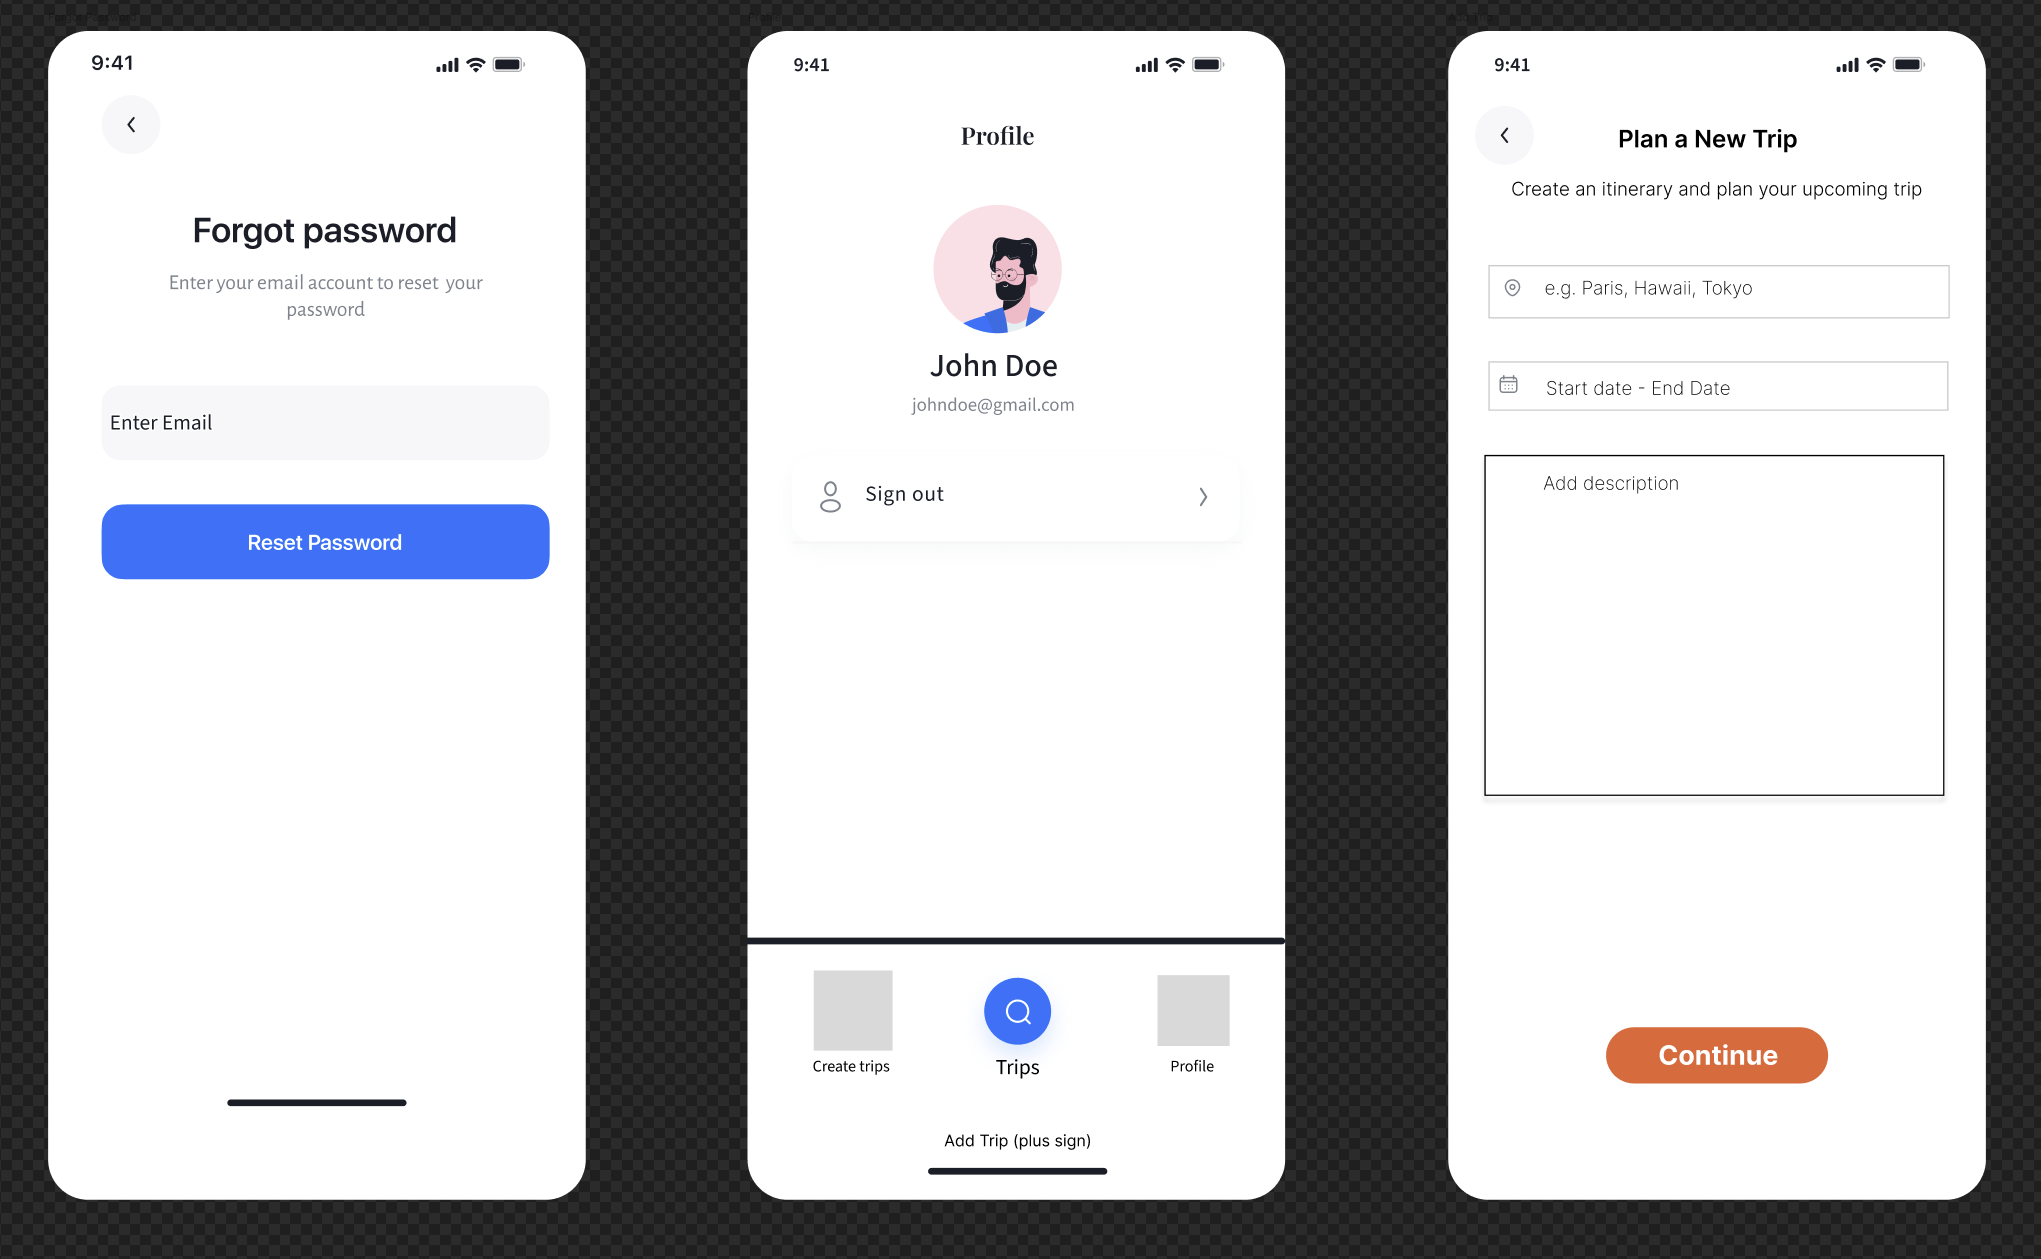 9:41
Forgot password
Enter your email account to reset your
password
Enter Email
Reset Password
9:41
Profile
John Doe
johndoe@gmail.com
Sign out
Create trips
Trips
Profile
Add Trip (plus sign)
9:41
Plan a New Trip
Create an itinerary and plan your upcoming trip
e.g. Paris, Hawaii, Tokyo
Start date - End Date
Add description
Continue